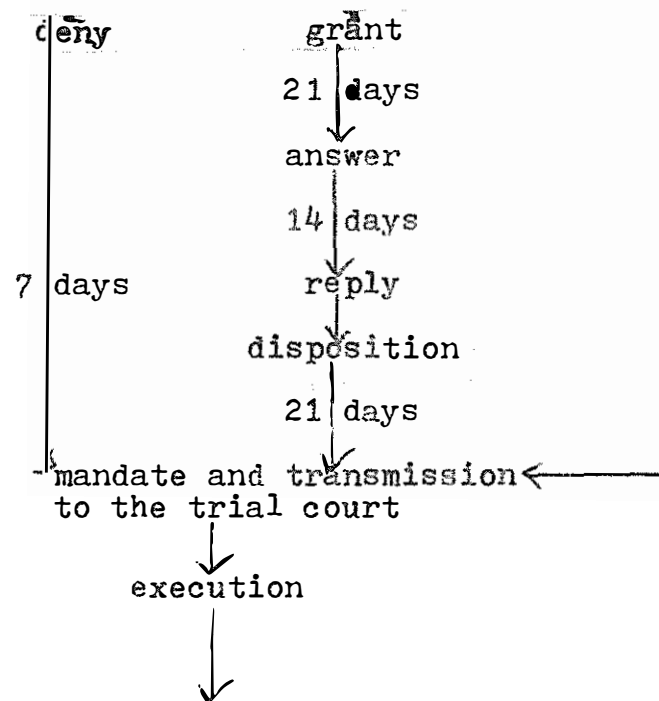 deny grant
21 days
answer
14 days
7 days reply
disposition
21 days
mandate and transmission
to the trial court
execution